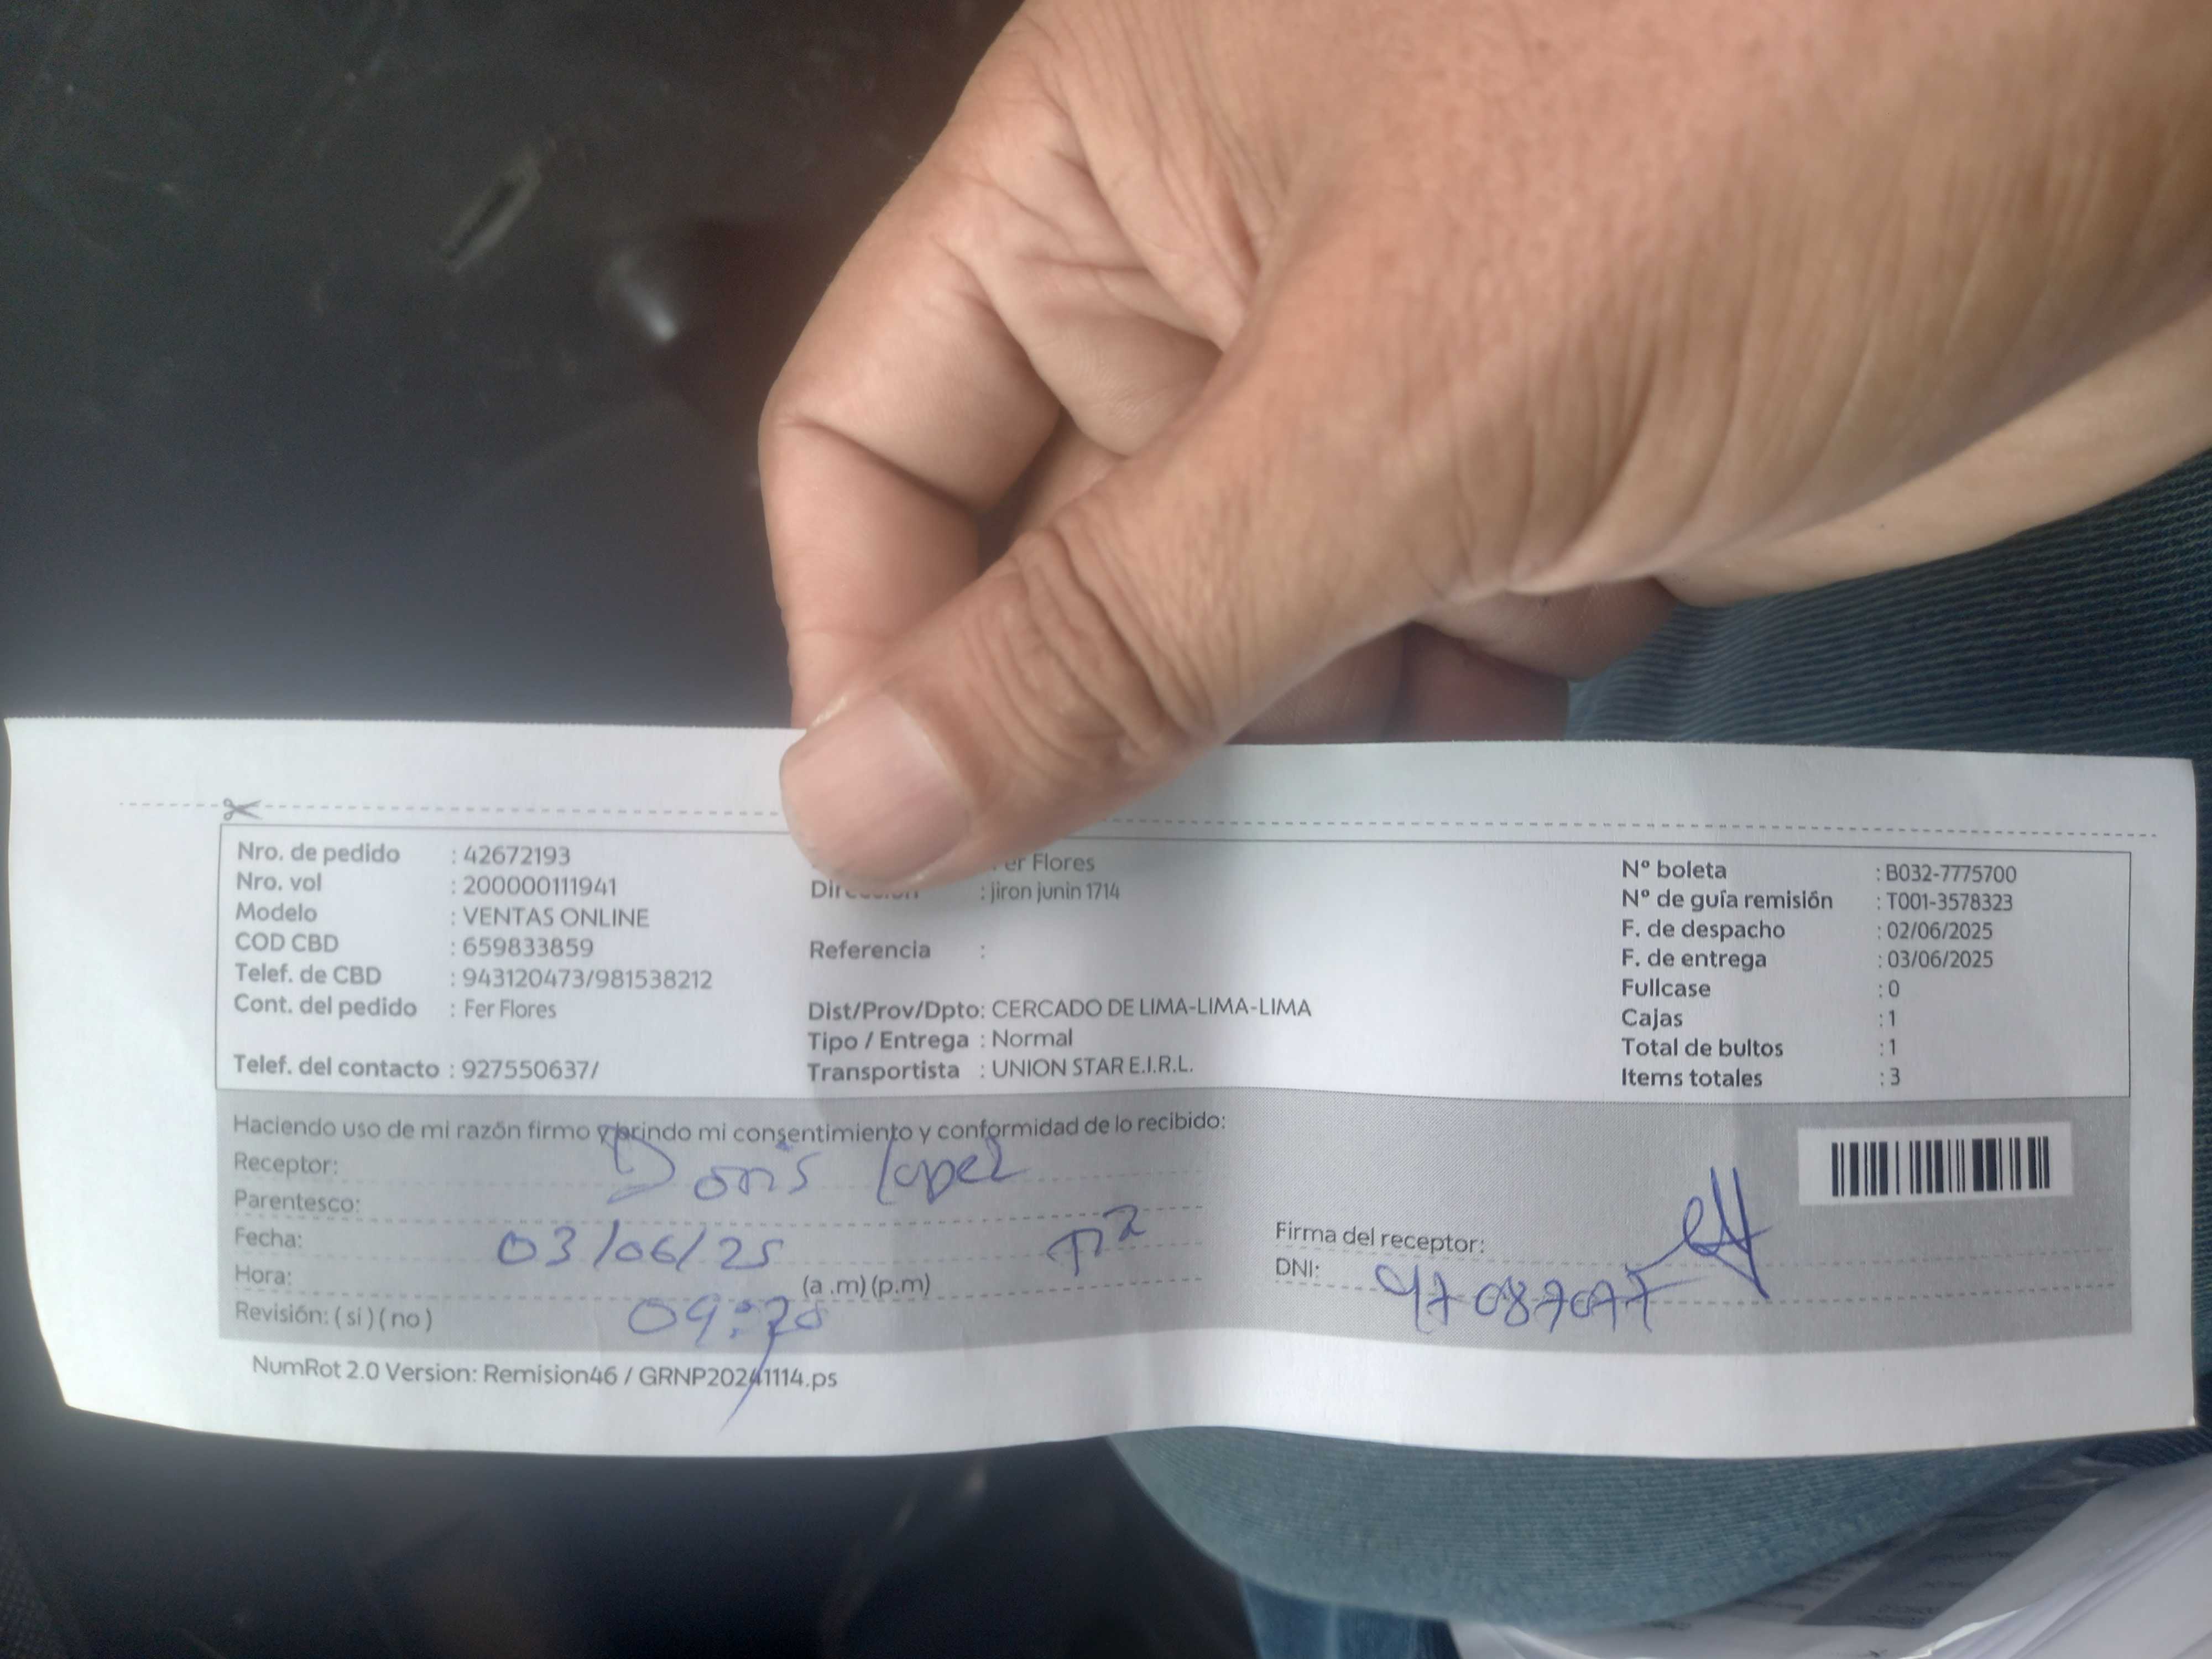 Nro. de pedido : 42672193
Nro. vol : 200000111941
Modelo : VENTAS ONLINE
COD CBD : 659833859
Telef. de CBD : 943120473/981538212
Cont. del pedido : Fer Flores
Telef. del contacto : 927550637/
er Flores
Dirección : jiron junin 1714
Referencia :
Dist/Prov/Dpto: CERCADO DE LIMA-LIMA-LIMA
Tipo / Entrega : Normal
Transportista : UNION STAR E.I.R.L.
Nº boleta : B032-7775700
Nº de guía remisión : T001-3578323
F. de despacho : 02/06/2025
F. de entrega : 03/06/2025
Fullcase : 0
Cajas : 1
Total de bultos : 1
Items totales : 3
Haciendo uso de mi razón firmo y brindo mi consentimiento y conformidad de lo recibido:
Receptor: Doris Lopez
Parentesco:
Fecha: 03/06/25
Hora: (a .m) (p.m)
Revisión: ( si ) ( no )
Firma del receptor:
DNI:
NumRot 2.0 Version: Remision46 / GRNP20241114.ps